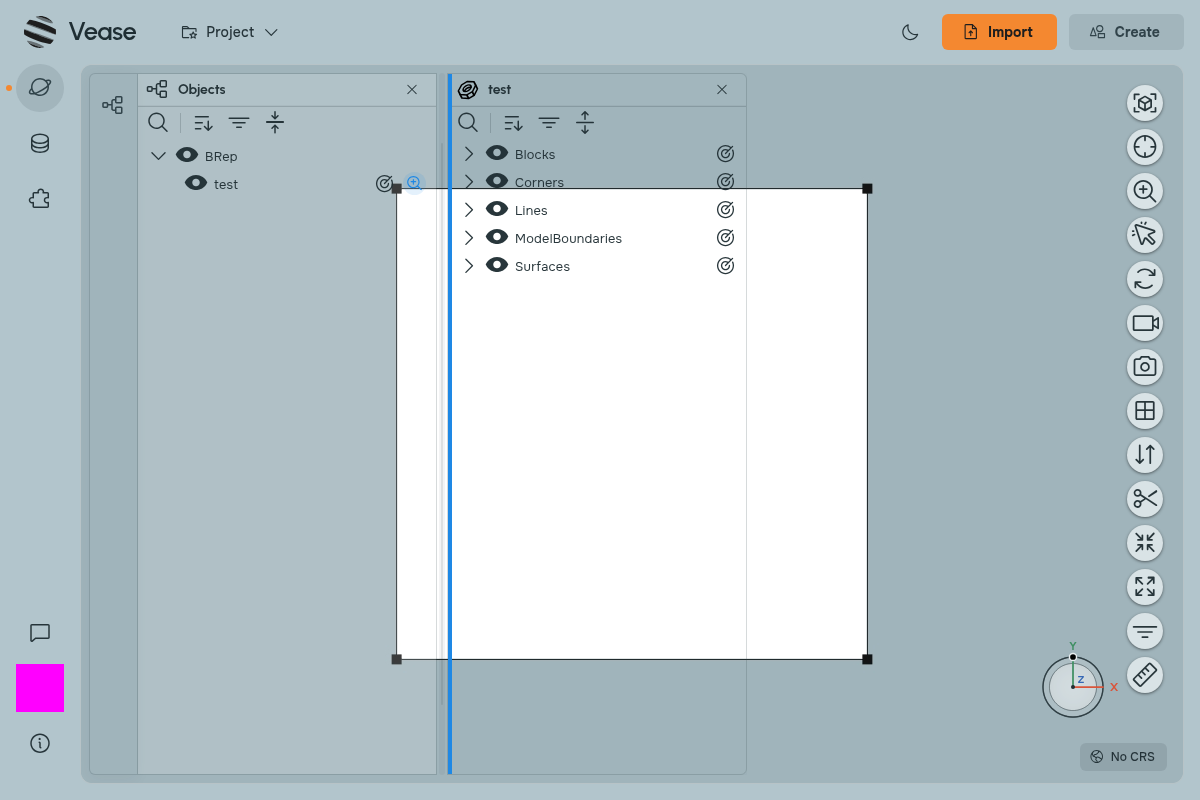 Vease
Project
Import
Create
Objects
BRep
test
test
Blocks
Corners
Lines
ModelBoundaries
Surfaces
Y
Z
X
No CRS